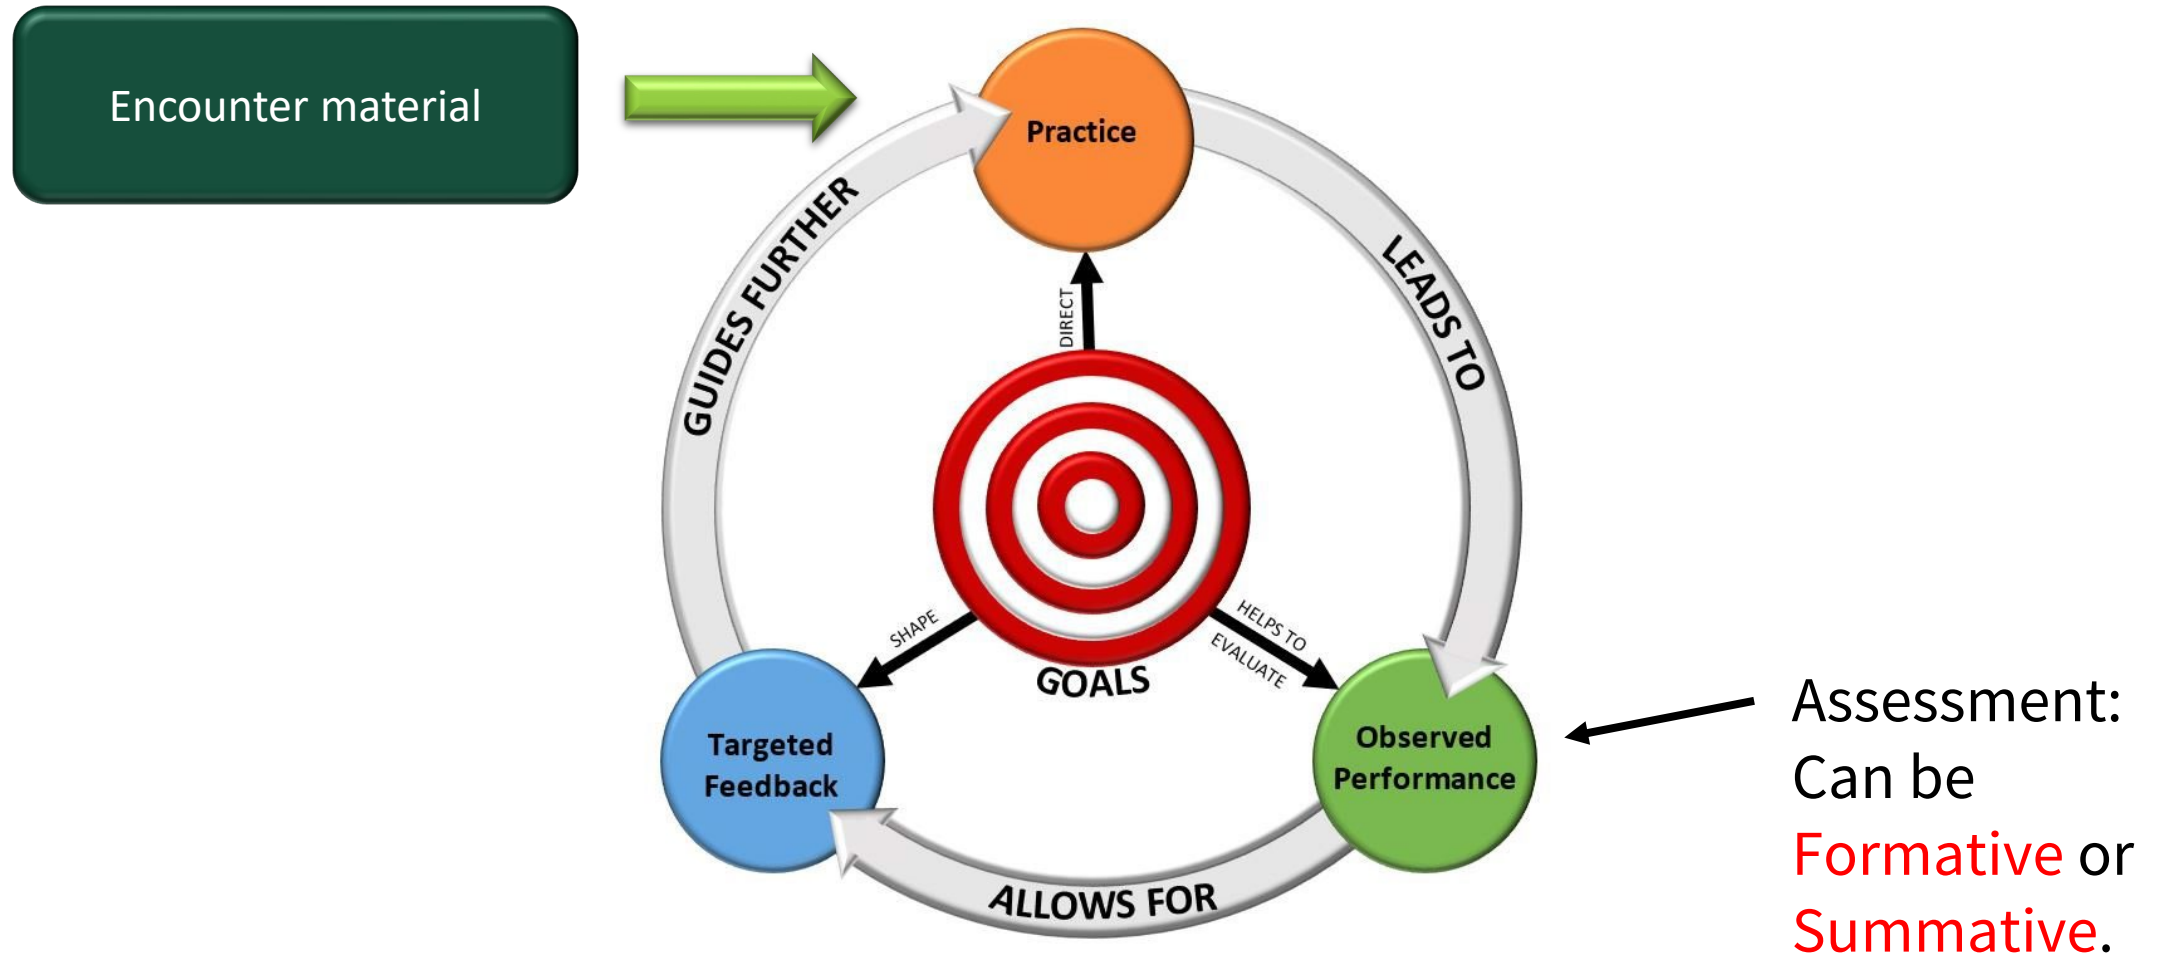 Encounter material
Practice
GUIDES FURTHER
LEADS TO
DIRECT
SHAPE
HELPS TO
EVALUATE
GOALS
Targeted
Feedback
Observed
Performance
ALLOWS FOR
Assessment:
Can be
Formative or
Summative.